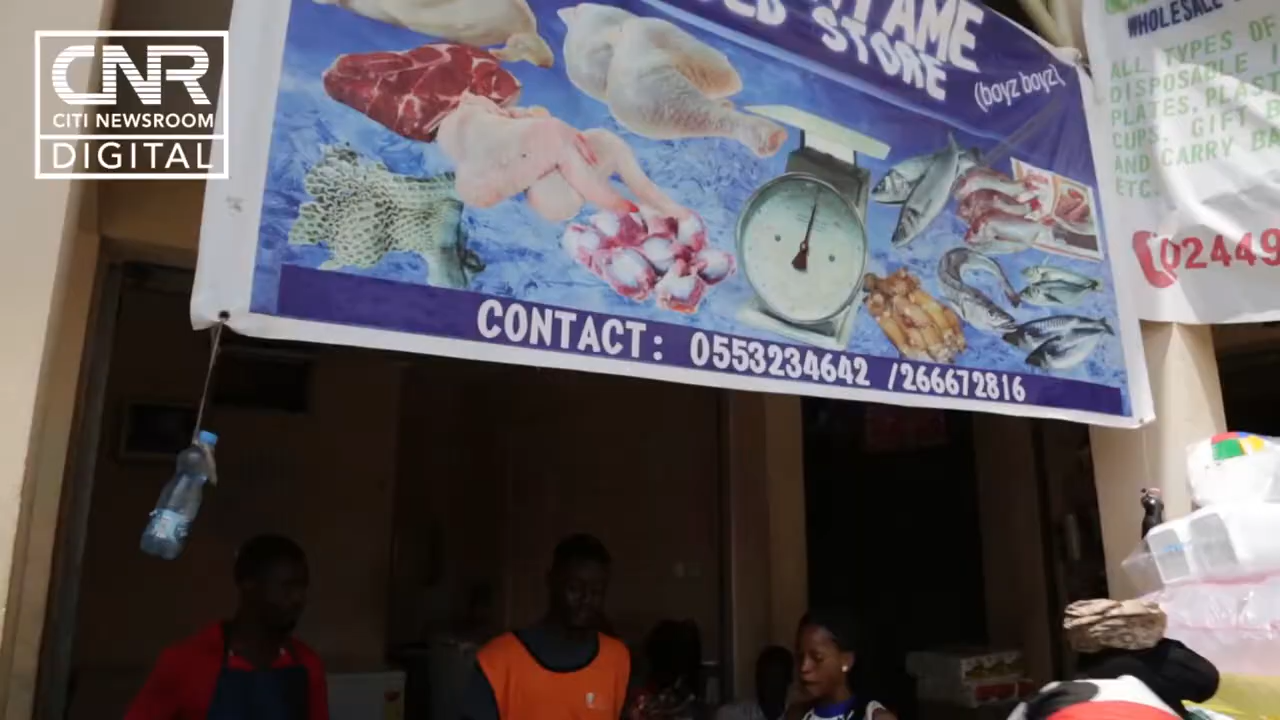 CNR
CITI NEWSROOM
DIGITAL
STORE
(boyz boyz)
CONTACT: 0553234642 /266672816
WHOLESALE
ALL TYPES OF
DISPOSABLE
PLATES, PLAST
CUPS, GIFT B
AND CARRY BA
ETC.
02449